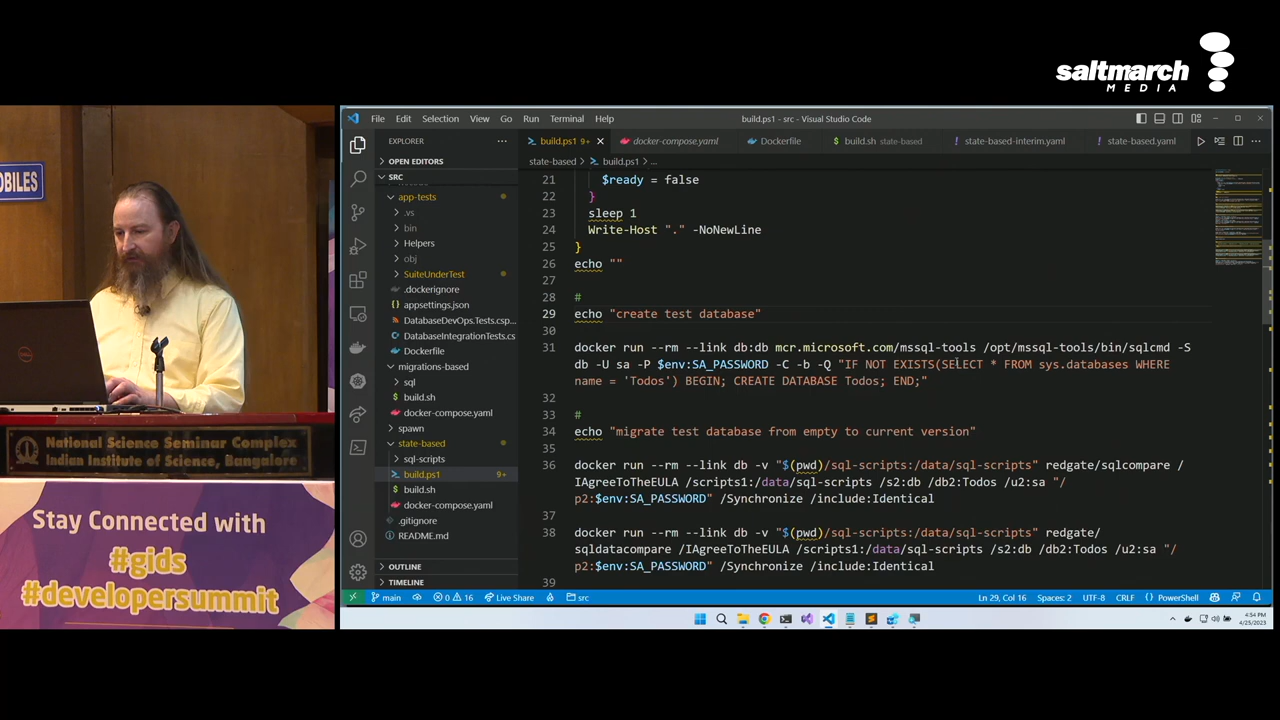 saltmarch
MEDIA
OBILES
National Science Seminar Complex
Indian Institute of Science, Bangalore
Stay Connected with
#gids
#developersummit
File Edit Selection View Go Run Terminal Help
build.ps1 - src - Visual Studio Code
EXPLORER
OPEN EDITORS
SRC
app-tests
.vs
bin
Helpers
obj
SuiteUnderTest
.dockerignore
appsettings.json
DatabaseDevOps.Tests.csp...
DatabaseIntegrationTests.cs
Dockerfile
migrations-based
sql
build.sh
docker-compose.yaml
spawn
state-based
sql-scripts
build.ps1 9+
build.sh
docker-compose.yaml
.gitignore
README.md
OUTLINE
TIMELINE
build.ps1 9+ docker-compose.yaml Dockerfile build.sh state-based state-based-interim.yaml state-based.yaml
state-based > build.ps1 > ...
21 $ready = false
22 }
23 sleep 1
24 Write-Host "." -NoNewLine
25 }
26 echo ""
27
28 #
29 echo "create test database"
30
31 docker run --rm --link db:db mcr.microsoft.com/mssql-tools /opt/mssql-tools/bin/sqlcmd -S
db -U sa -P $env:SA_PASSWORD -C -b -Q "IF NOT EXISTS(SELECT * FROM sys.databases WHERE
name = 'Todos') BEGIN; CREATE DATABASE Todos; END;"
32
33 #
34 echo "migrate test database from empty to current version"
35
36 docker run --rm --link db -v "$(pwd)/sql-scripts:/data/sql-scripts" redgate/sqlcompare /
IAgreeToTheEULA /scripts1:/data/sql-scripts /s2:db /db2:Todos /u2:sa "/
p2:$env:SA_PASSWORD" /Synchronize /include:Identical
37
38 docker run --rm --link db -v "$(pwd)/sql-scripts:/data/sql-scripts" redgate/
sqldatacompare /IAgreeToTheEULA /scripts1:/data/sql-scripts /s2:db /db2:Todos /u2:sa "/
p2:$env:SA_PASSWORD" /Synchronize /include:Identical
39
main 0 16 Live Share src Ln 29, Col 16 Spaces: 2 UTF-8 CRLF PowerShell
4:54 PM
4/25/2023